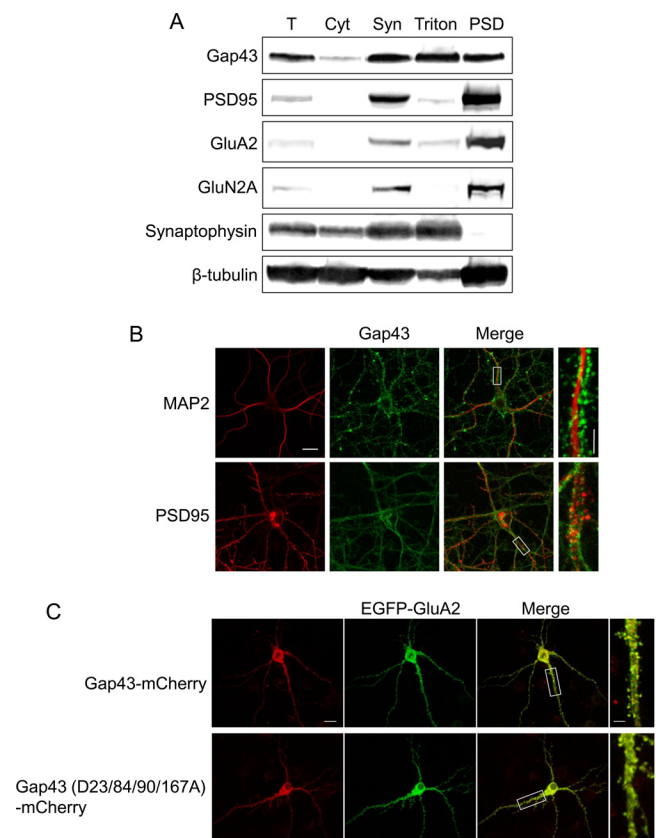 A
T Cyt Syn Triton PSD
Gap43
PSD95
GluA2
GluN2A
Synaptophysin
β-tubulin
B
Gap43 Merge
MAP2
PSD95
C
EGFP-GluA2 Merge
Gap43-mCherry
Gap43 (D23/84/90/167A)
-mCherry